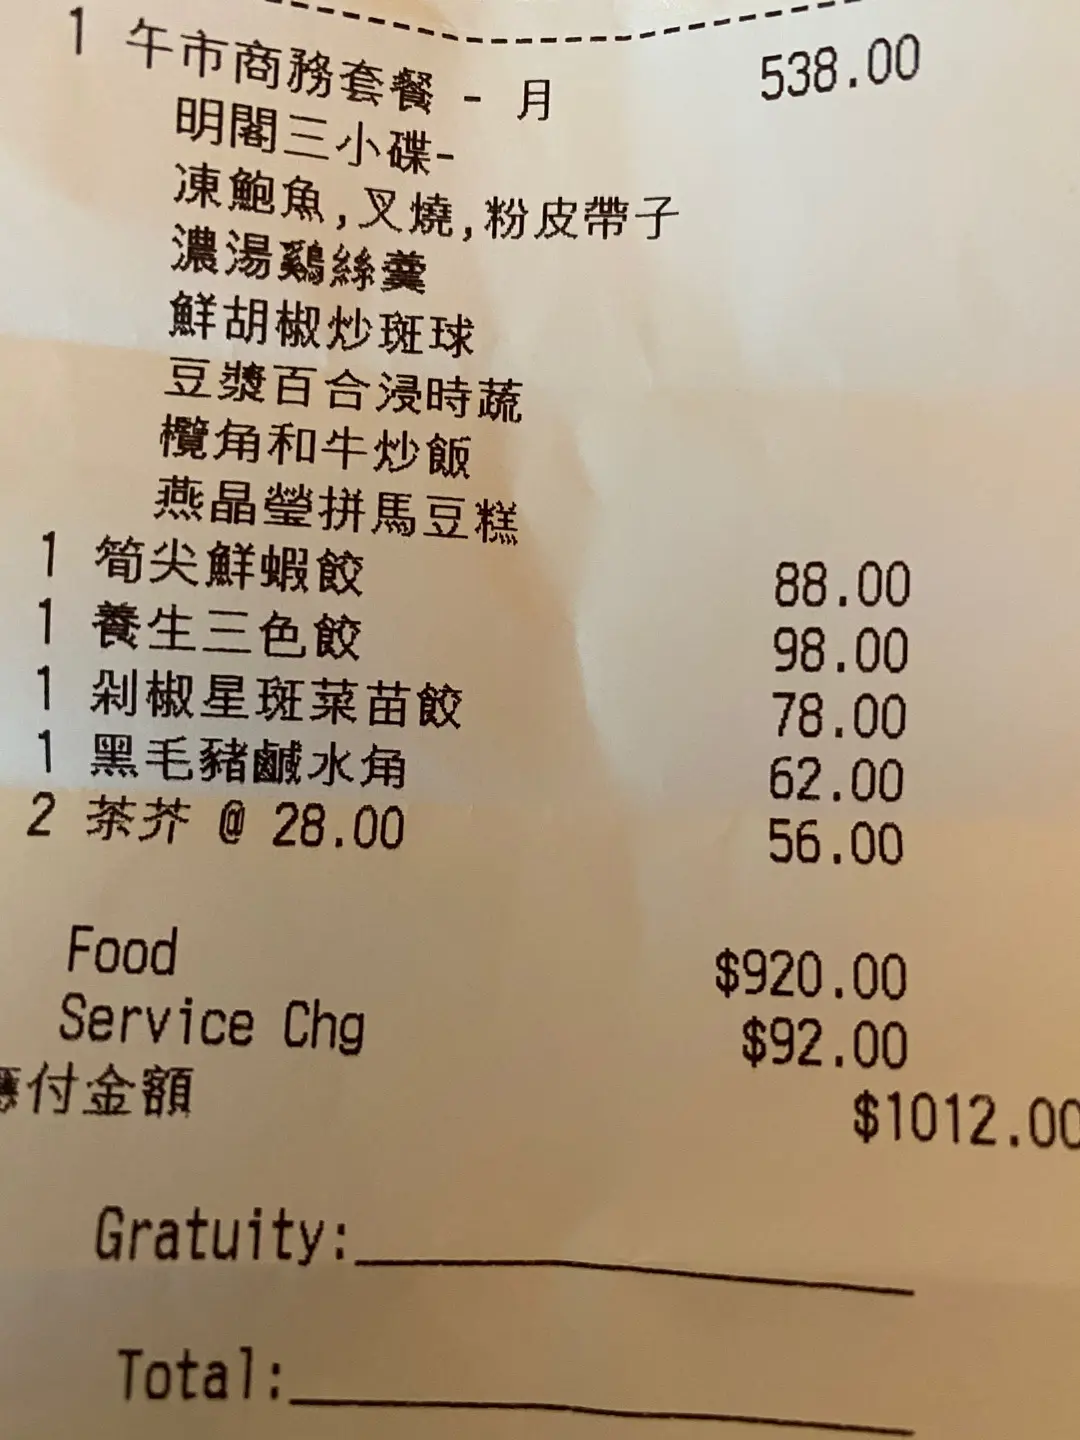 1 午市商務套餐 - 月 538.00
明閣三小碟-
凍鮑魚,叉燒,粉皮帶子
濃湯鷄絲羹
鮮胡椒炒斑球
豆漿百合浸時蔬
欖角和牛炒飯
燕晶瑩拼馬豆糕
1 筍尖鮮蝦餃 88.00
1 養生三色餃 98.00
1 剁椒星斑菜苗餃 78.00
1 黑毛豬鹹水角 62.00
2 茶芥 @ 28.00 56.00
Food $920.00
Service Chg $92.00
應付金額 $1012.00
Gratuity:
Total: